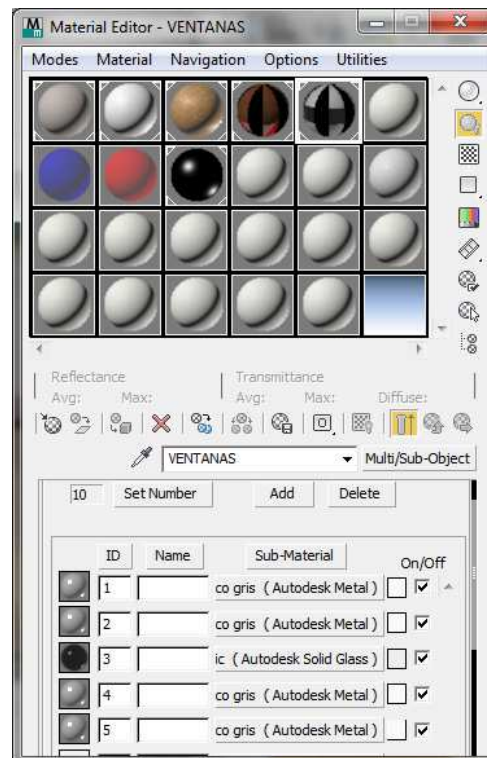 Material Editor - VENTANAS
Modes Material Navigation Options Utilities
Reflectance Transmittance
Avg: Max: Avg: Max: Diffuse:
VENTANAS Multi/Sub-Object
10 Set Number Add Delete
ID Name Sub-Material On/Off
1 co gris ( Autodesk Metal )
2 co gris ( Autodesk Metal )
3 ic ( Autodesk Solid Glass )
4 co gris ( Autodesk Metal )
5 co gris ( Autodesk Metal )